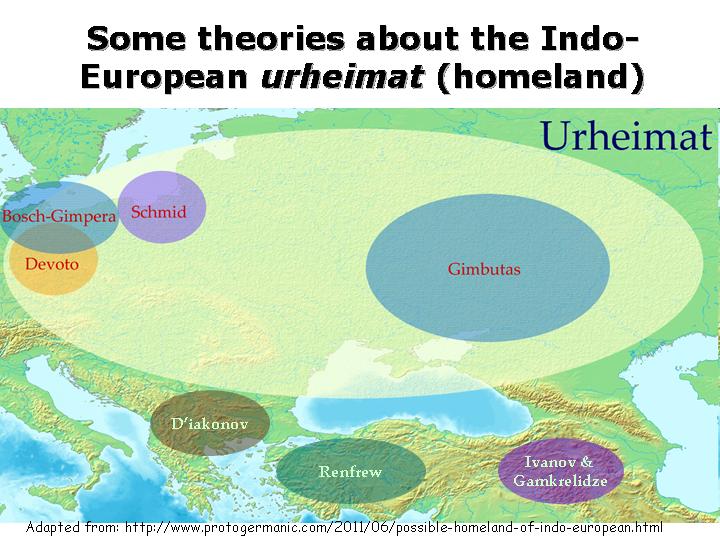 Some theories about the Indo-
European urheimat (homeland)
Urheimat
Bosch-Gimpera
Schmid
Devoto
Gimbutas
D'iakonov
Renfrew
Ivanov &
Gamkrelidze
Adapted from: http://www.protogermanic.com/2011/06/possible-homeland-of-indo-european.html